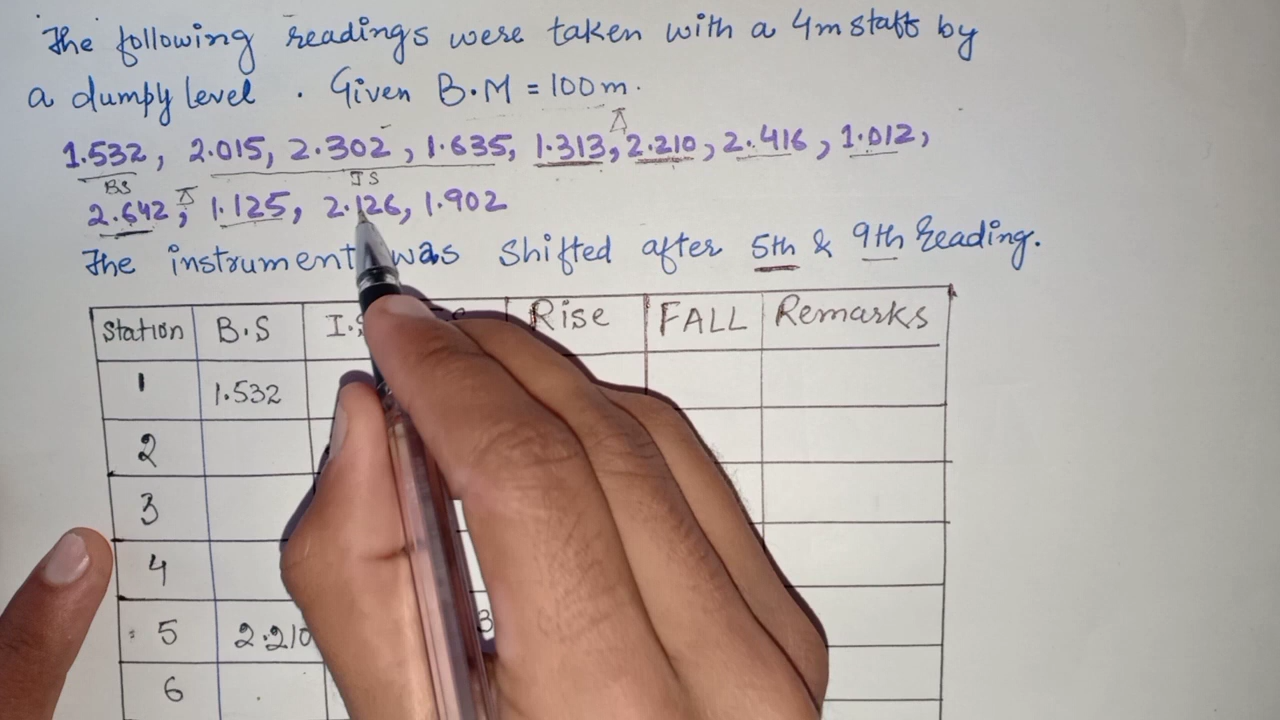 The following readings were taken with a 4m staff by
a dumpy level. Given B.M = 100m.
1.532, 2.015, 2.302, 1.635, 1.313, 2.210, 2.416, 1.012,
BS IS
2.642, 1.125, 2.126, 1.902
The instrument was Shifted after 5th & 9th Reading.
Station B.S I.S Rise FALL Remarks
1 1.532
2
3
4
5 2.210 3
6